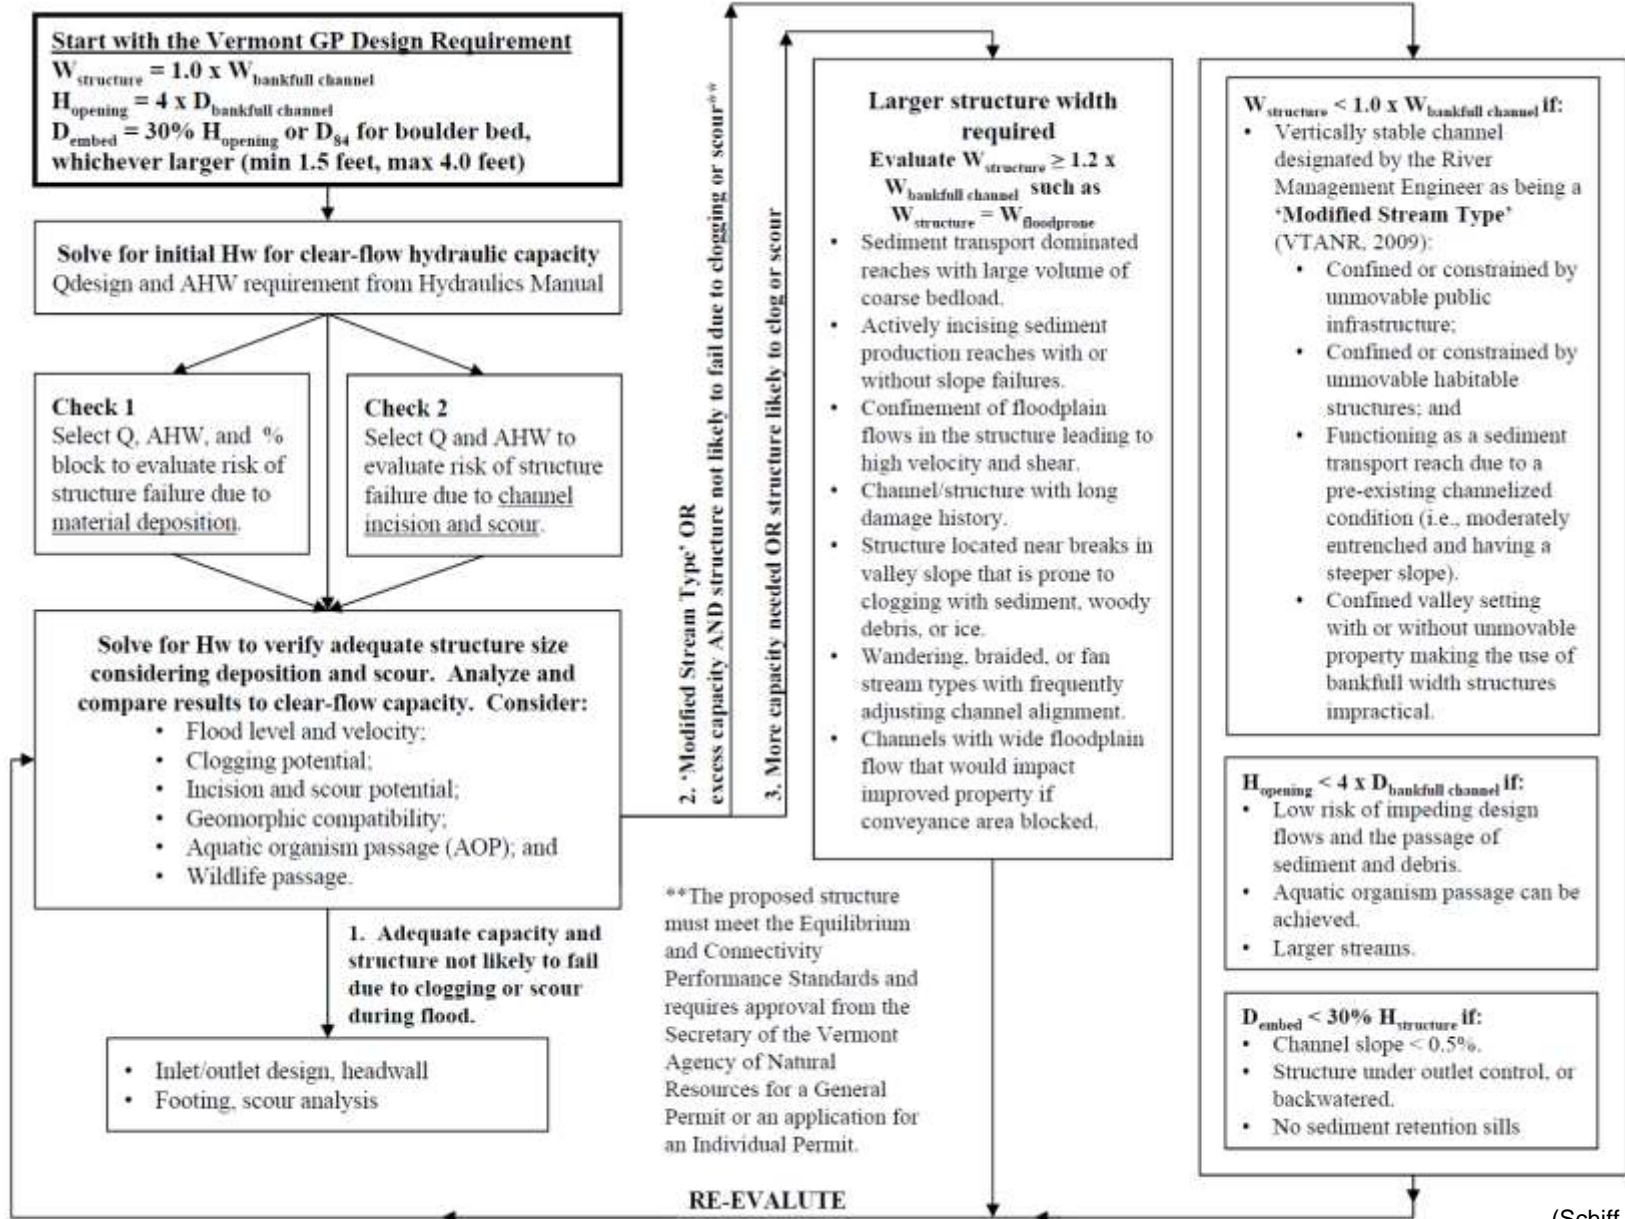 Start with the Vermont GP Design Requirement
Wstructure = 1.0 x Wbankfull channel
Hopening = 4 x Dbankfull channel
Dembed = 30% Hopening or D84 for boulder bed,
whichever larger (min 1.5 feet, max 4.0 feet)
Solve for initial Hw for clear-flow hydraulic capacity
Qdesign and AHW requirement from Hydraulics Manual
Check 1
Select Q, AHW, and %
block to evaluate risk of
structure failure due to
material deposition.
Check 2
Select Q and AHW to
evaluate risk of structure
failure due to channel
incision and scour.
Solve for Hw to verify adequate structure size
considering deposition and scour. Analyze and
compare results to clear-flow capacity. Consider:
• Flood level and velocity;
• Clogging potential;
• Incision and scour potential;
• Geomorphic compatibility;
• Aquatic organism passage (AOP); and
• Wildlife passage.
1. Adequate capacity and
structure not likely to fail
due to clogging or scour
during flood.
• Inlet/outlet design, headwall
• Footing, scour analysis
2. 'Modified Stream Type' OR
excess capacity AND structure not likely to fail due to clogging or scour**
3. More capacity needed OR structure likely to clog or scour
Larger structure width
required
Evaluate Wstructure ≥ 1.2 x
Wbankfull channel such as
Wstructure = Wfloodprone
• Sediment transport dominated
reaches with large volume of
coarse bedload.
• Actively incising sediment
production reaches with or
without slope failures.
• Confinement of floodplain
flows in the structure leading to
high velocity and shear.
• Channel/structure with long
damage history.
• Structure located near breaks in
valley slope that is prone to
clogging with sediment, woody
debris, or ice.
• Wandering, braided, or fan
stream types with frequently
adjusting channel alignment.
• Channels with wide floodplain
flow that would impact
improved property if
conveyance area blocked.
**The proposed structure
must meet the Equilibrium
and Connectivity
Performance Standards and
requires approval from the
Secretary of the Vermont
Agency of Natural
Resources for a General
Permit or an application for
an Individual Permit.
Wstructure < 1.0 x Wbankfull channel if:
• Vertically stable channel
designated by the River
Management Engineer as being a
'Modified Stream Type'
(VTANR, 2009):
• Confined or constrained by
unmovable public
infrastructure;
• Confined or constrained by
unmovable habitable
structures; and
• Functioning as a sediment
transport reach due to a
pre-existing channelized
condition (i.e., moderately
entrenched and having a
steeper slope).
• Confined valley setting
with or without unmovable
property making the use of
bankfull width structures
impractical.
Hopening < 4 x Dbankfull channel if:
• Low risk of impeding design
flows and the passage of
sediment and debris.
• Aquatic organism passage can be
achieved.
• Larger streams.
Dembed < 30% Hstructure if:
• Channel slope < 0.5%.
• Structure under outlet control, or
backwatered.
• No sediment retention sills
RE-EVALUTE
(Schiff